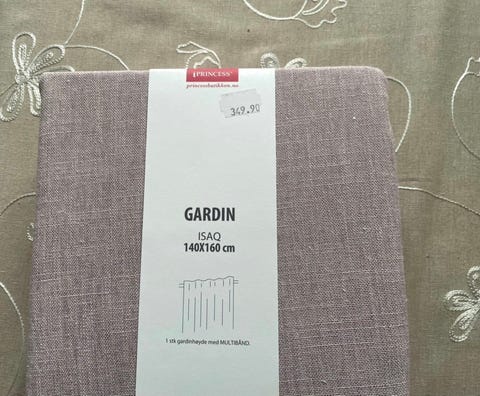 PRINCESS
princessbutikken.no
349.90
GARDIN
ISAQ
140X160 cm
1 stk gardinhøyde med MULTIBÅND.